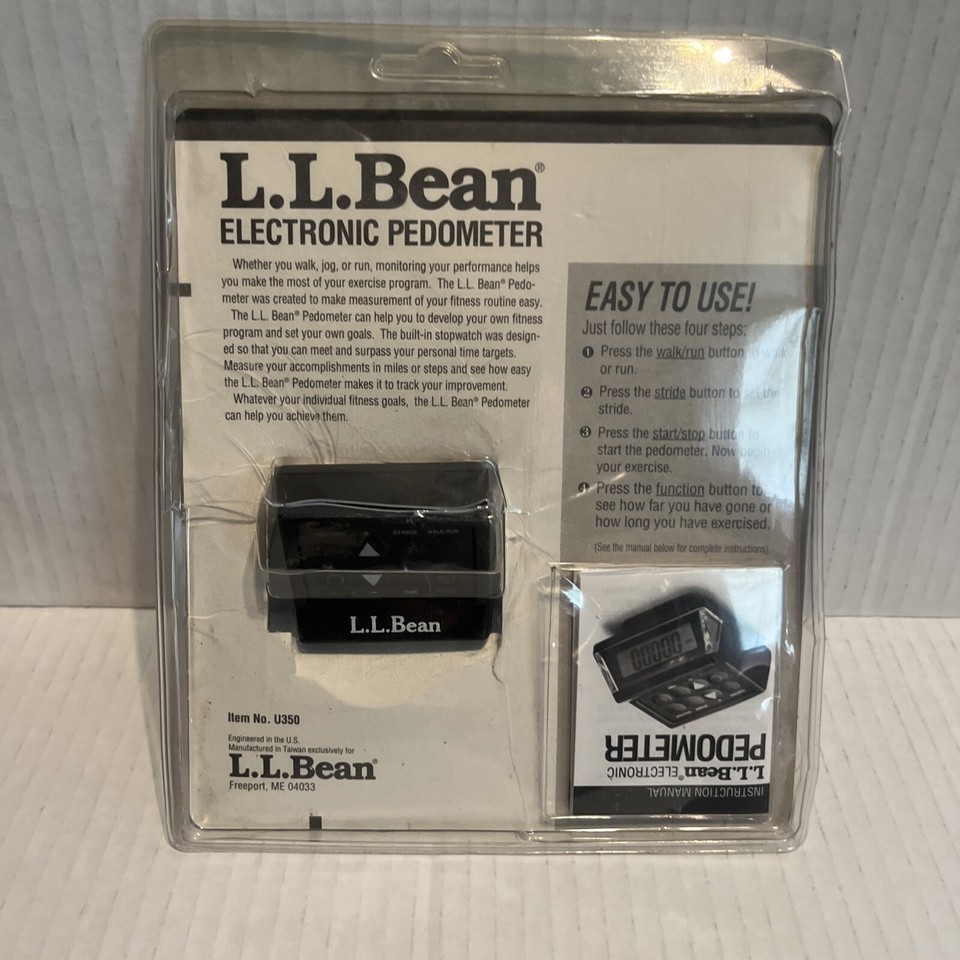 L.L.Bean®
ELECTRONIC PEDOMETER
Whether you walk, jog, or run, monitoring your performance helps
you make the most of your exercise program. The L.L. Bean® Pedo-
meter was created to make measurement of your fitness routine easy.
The L.L. Bean® Pedometer can help you to develop your own fitness
program and set your own goals. The built-in stopwatch was design-
ed so that you can meet and surpass your personal time targets.
Measure your accomplishments in miles or steps and see how easy
the L.L. Bean® Pedometer makes it to track your improvement.
Whatever your individual fitness goals, the L.L. Bean® Pedometer
can help you achieve them.
EASY TO USE!
Just follow these four steps:
1 Press the walk/run button to walk
or run.
2 Press the stride button to set the
stride.
3 Press the start/stop button to
start the pedometer. Now begin
your exercise.
4 Press the function button to
see how far you have gone or
how long you have exercised.
(See the manual below for complete instructions)
STRIDE WALK/RUN
L.L.Bean
Item No. U350
Engineered in the U.S.
Manufactured in Taiwan exclusively for
L.L.Bean®
Freeport, ME 04033
INSTRUCTION MANUAL
L.L.Bean® ELECTRONIC
PEDOMETER
00000